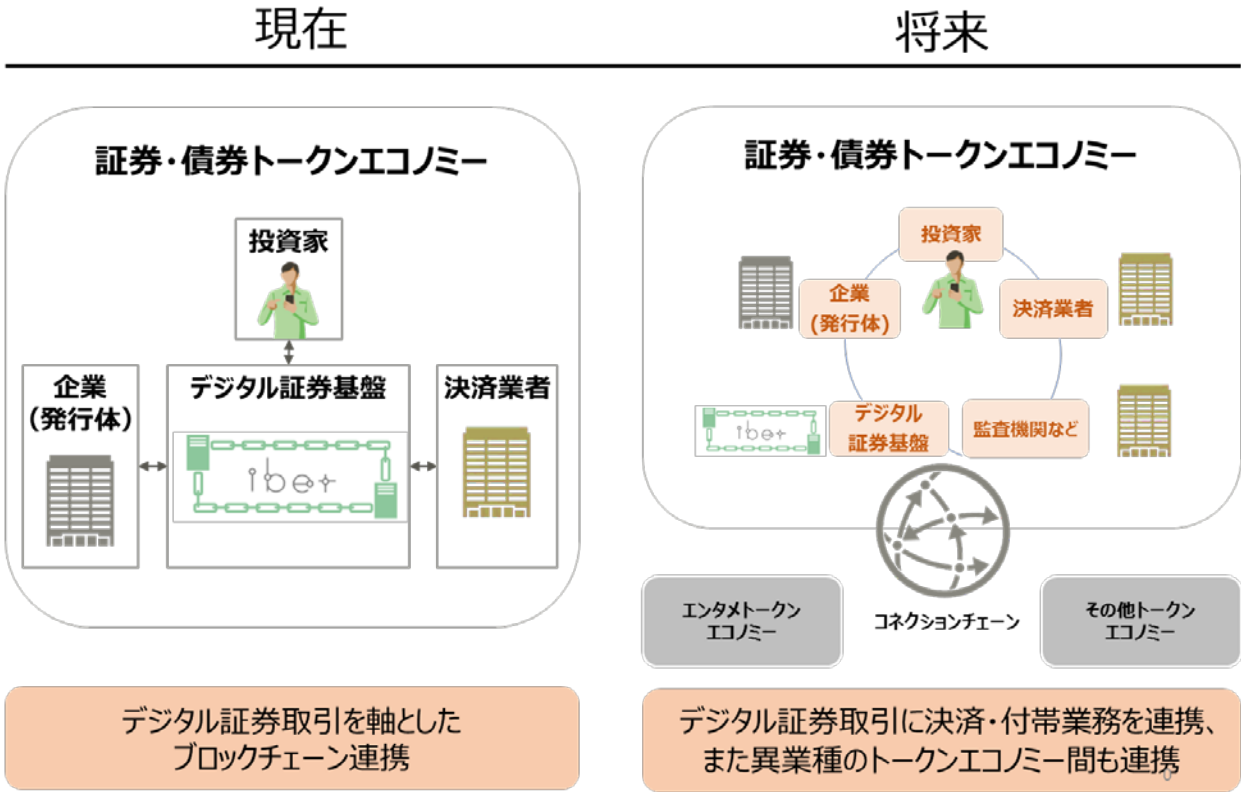 現在
将来
証券・債券トークンエコノミー
投資家
企業
(発行体)
デジタル証券基盤
ibet
決済業者
デジタル証券取引を軸とした
ブロックチェーン連携
証券・債券トークンエコノミー
投資家
企業
(発行体)
決済業者
デジタル
証券基盤
ibet
監査機関など
コネクションチェーン
エンタメトークン
エコノミー
その他トークン
エコノミー
デジタル証券取引に決済・付帯業務を連携、
また異業種のトークンエコノミー間も連携
0